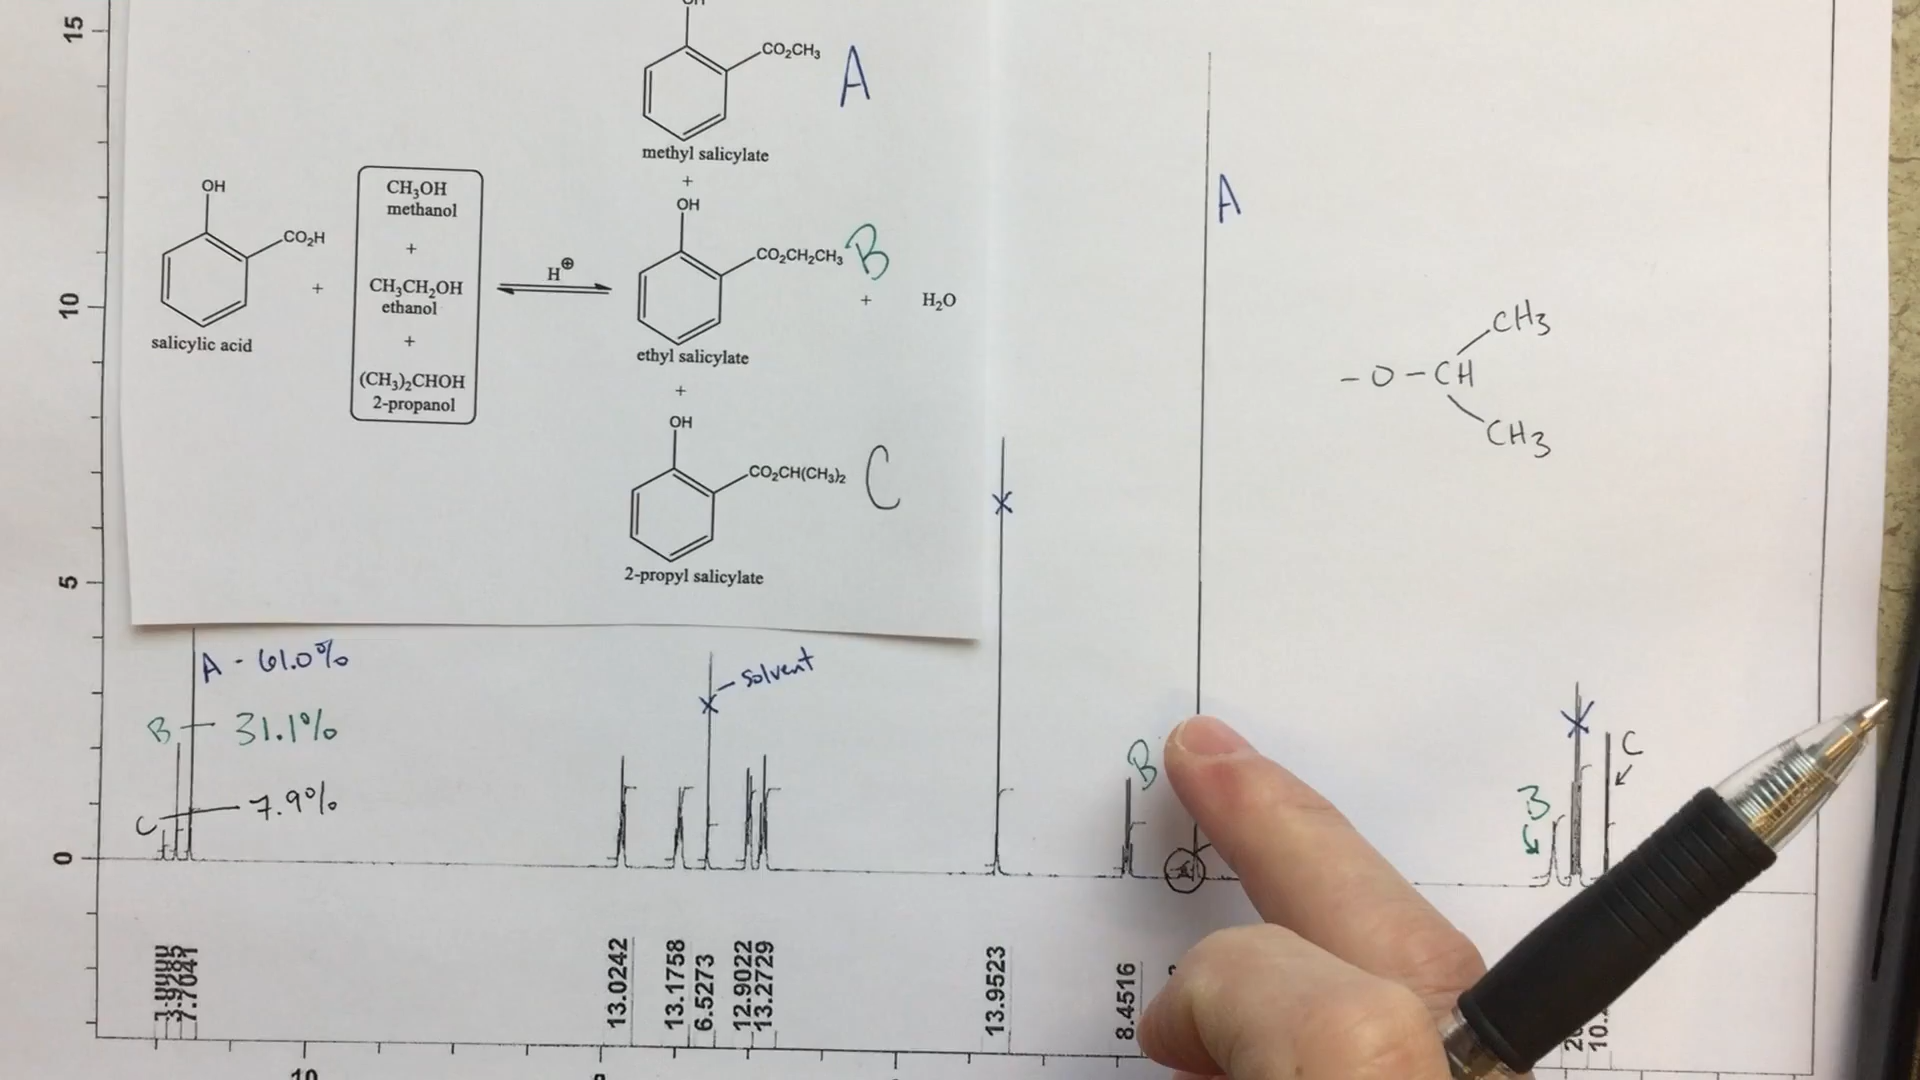 15
10
5
0
OH
CO₂CH₃
A
methyl salicylate
+
OH
CO₂H
salicylic acid
+
CH₃OH
methanol
+
CH₃CH₂OH
ethanol
+
(CH₃)₂CHOH
2-propanol
H⊕
OH
CO₂CH₂CH₃
B
ethyl salicylate
+ H₂O
+
OH
CO₂CH(CH₃)₂
C
2-propyl salicylate
A
X
CH3
- O - CH
CH3
A - 61.0%
B - 31.1%
C - 7.9%
X - solvent
B
X
B
C
7.7041
13.0242
13.1758
6.5273
12.9022
13.2729
13.9523
8.4516
10